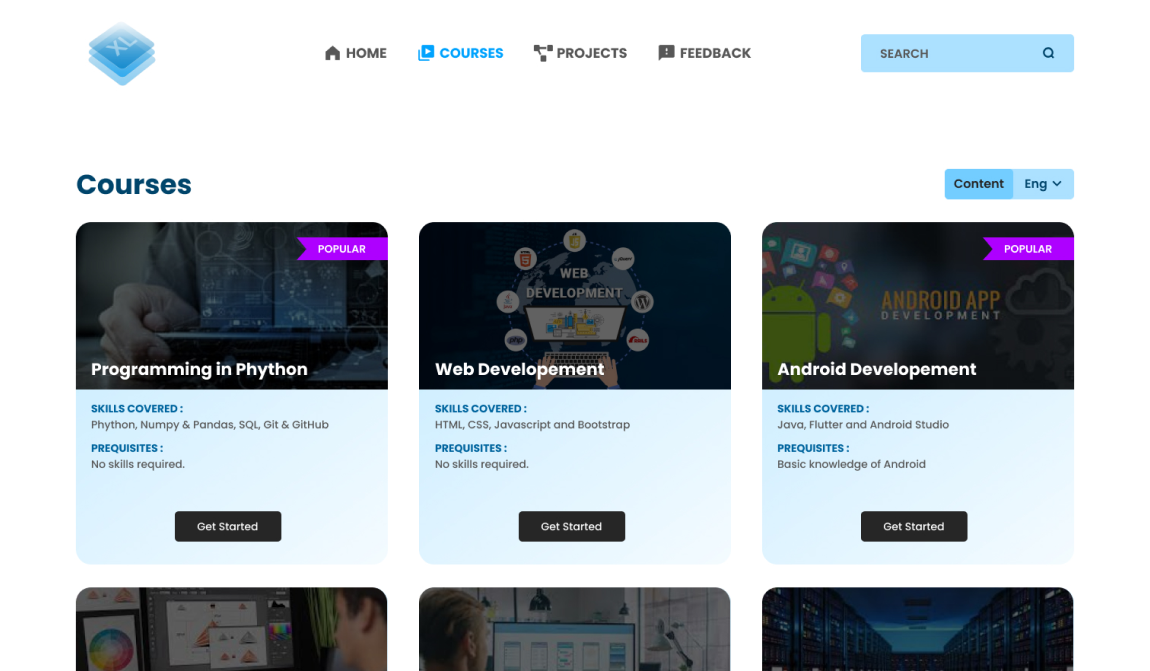 XL
HOME
COURSES
PROJECTS
FEEDBACK
SEARCH
Courses
Content
Eng
POPULAR
Programming in Phython
SKILLS COVERED :
Phython, Numpy & Pandas, SQL, Git & GitHub
PREQUISITES :
No skills required.
Get Started
WEB
DEVELOPMENT
Web Developement
SKILLS COVERED :
HTML, CSS, Javascript and Bootstrap
PREQUISITES :
No skills required.
Get Started
POPULAR
ANDROID APP
DEVELOPMENT
Android Developement
SKILLS COVERED :
Java, Flutter and Android Studio
PREQUISITES :
Basic knowledge of Android
Get Started